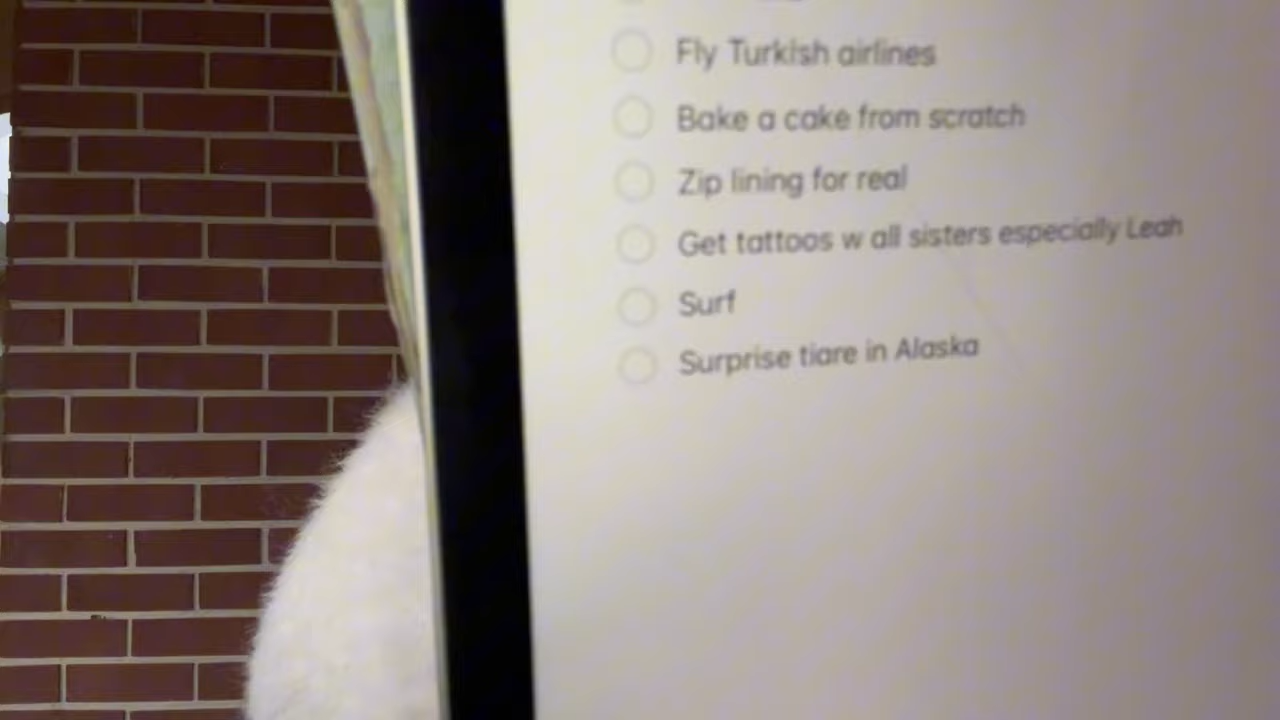 Fly Turkish airlines
Bake a cake from scratch
Zip lining for real
Get tattoos w all sisters especially Leah
Surf
Surprise tiare in Alaska